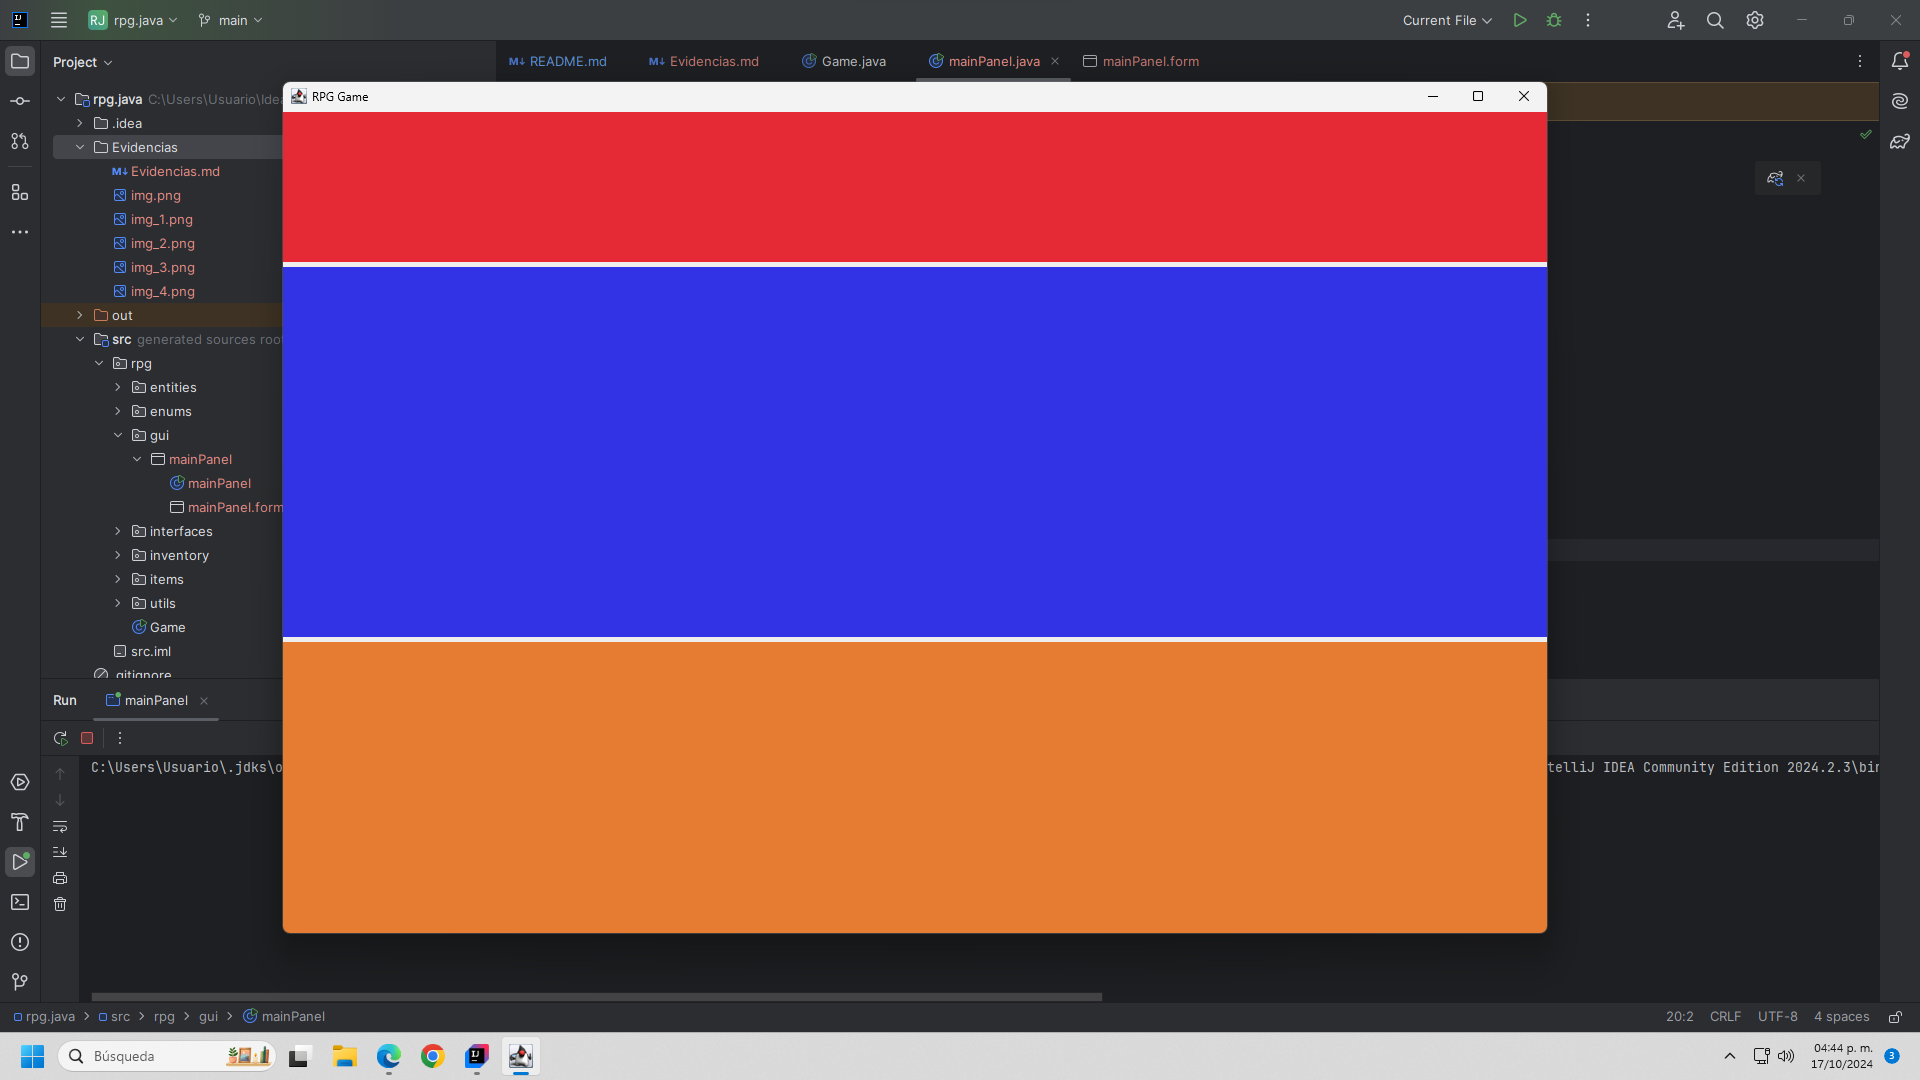 RJ rpg.java main Current File
Project README.md Evidencias.md Game.java mainPanel.java mainPanel.form
RPG Game
rpg.java C:\Users\Usuario\Idea
.idea
Evidencias
Evidencias.md
img.png
img_1.png
img_2.png
img_3.png
img_4.png
out
src generated sources root
rpg
entities
enums
gui
mainPanel
mainPanel
mainPanel.form
interfaces
inventory
items
utils
Game
src.iml
.gitignore
Run mainPanel
C:\Users\Usuario\.jdks\o telliJ IDEA Community Edition 2024.2.3\bin
rpg.java src rpg gui mainPanel 20:2 CRLF UTF-8 4 spaces
Búsqueda
04:44 p. m.
17/10/2024
3